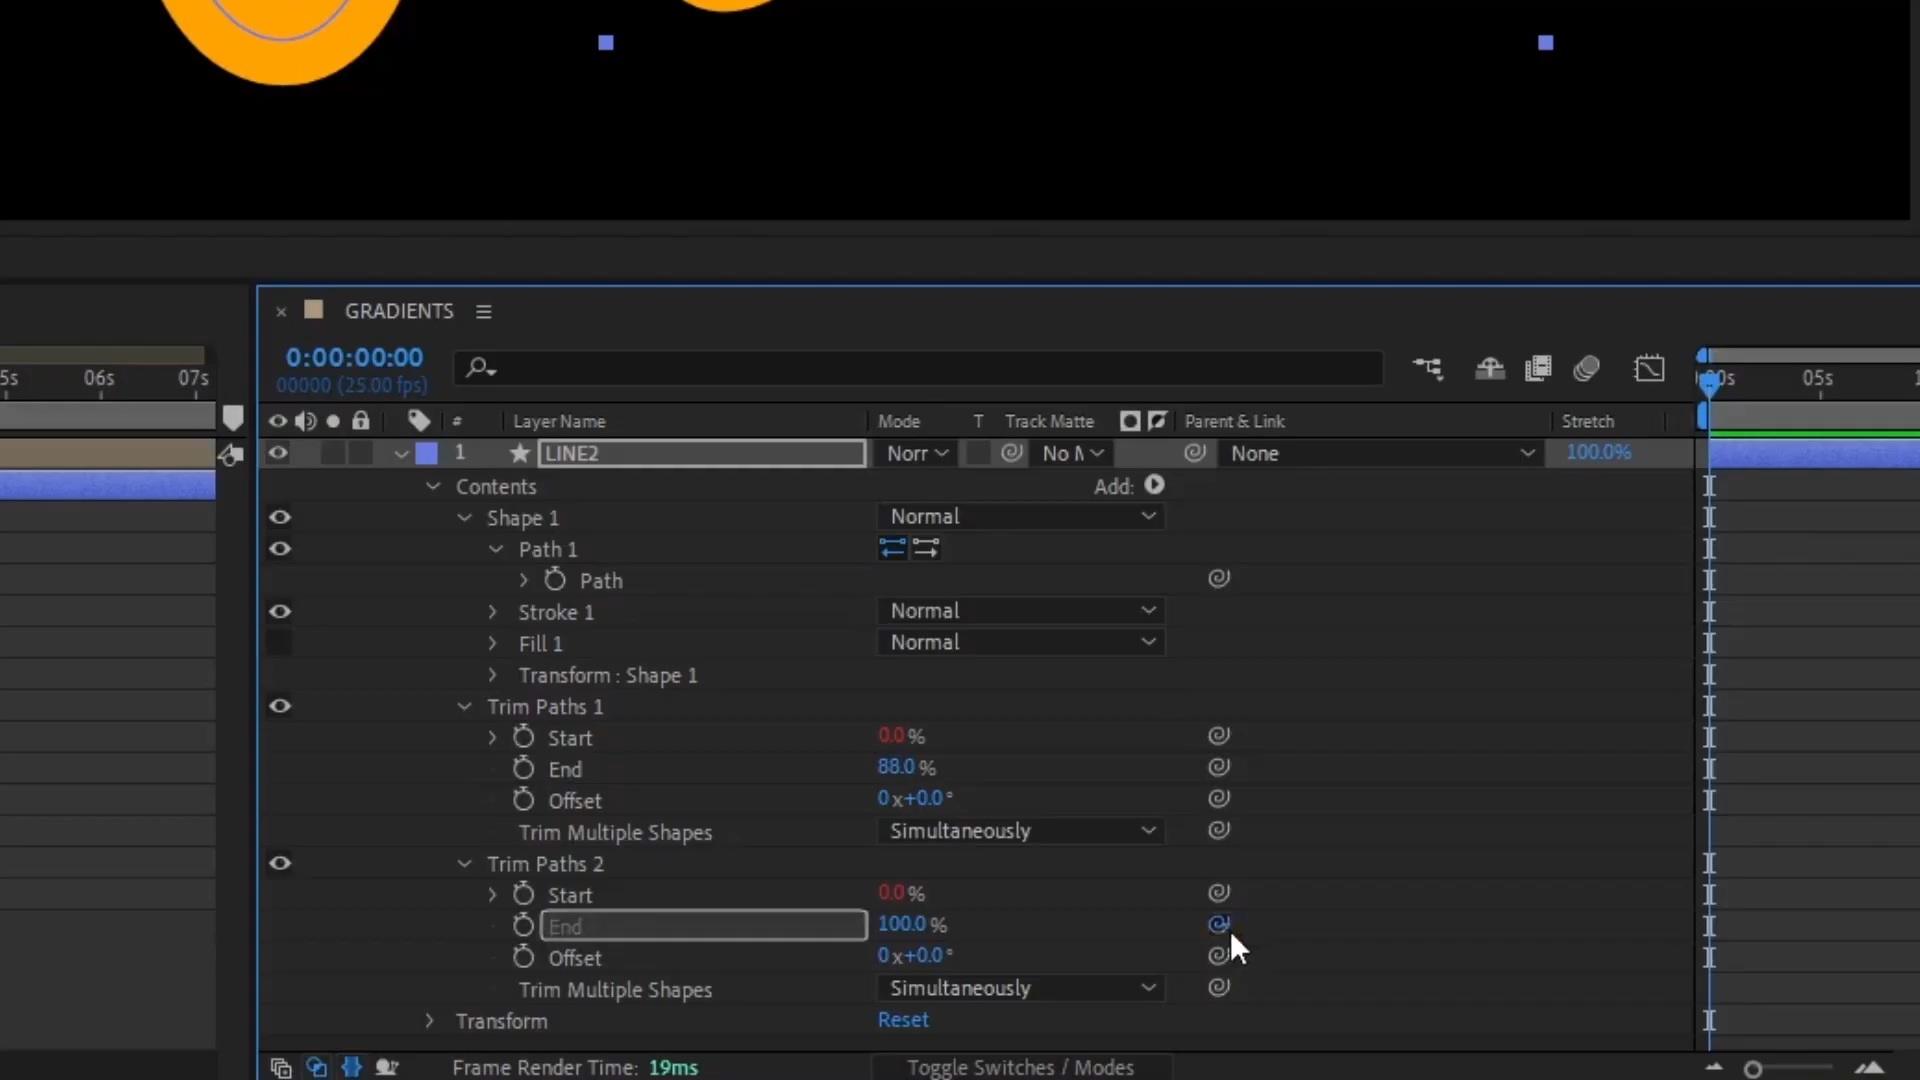 GRADIENTS
0:00:00:00
00000 (25.00 fps)
5s 06s 07s
05s
# Layer Name Mode T Track Matte Parent & Link Stretch
1 LINE2 Norr No M None 100.0%
Contents Add:
Shape 1 Normal
Path 1
Path
Stroke 1 Normal
Fill 1 Normal
Transform : Shape 1
Trim Paths 1
Start 0.0 %
End 88.0 %
Offset 0 x+0.0 °
Trim Multiple Shapes Simultaneously
Trim Paths 2
Start 0.0 %
End 100.0 %
Offset 0 x+0.0 °
Trim Multiple Shapes Simultaneously
Transform Reset
Frame Render Time: 19ms Toggle Switches / Modes